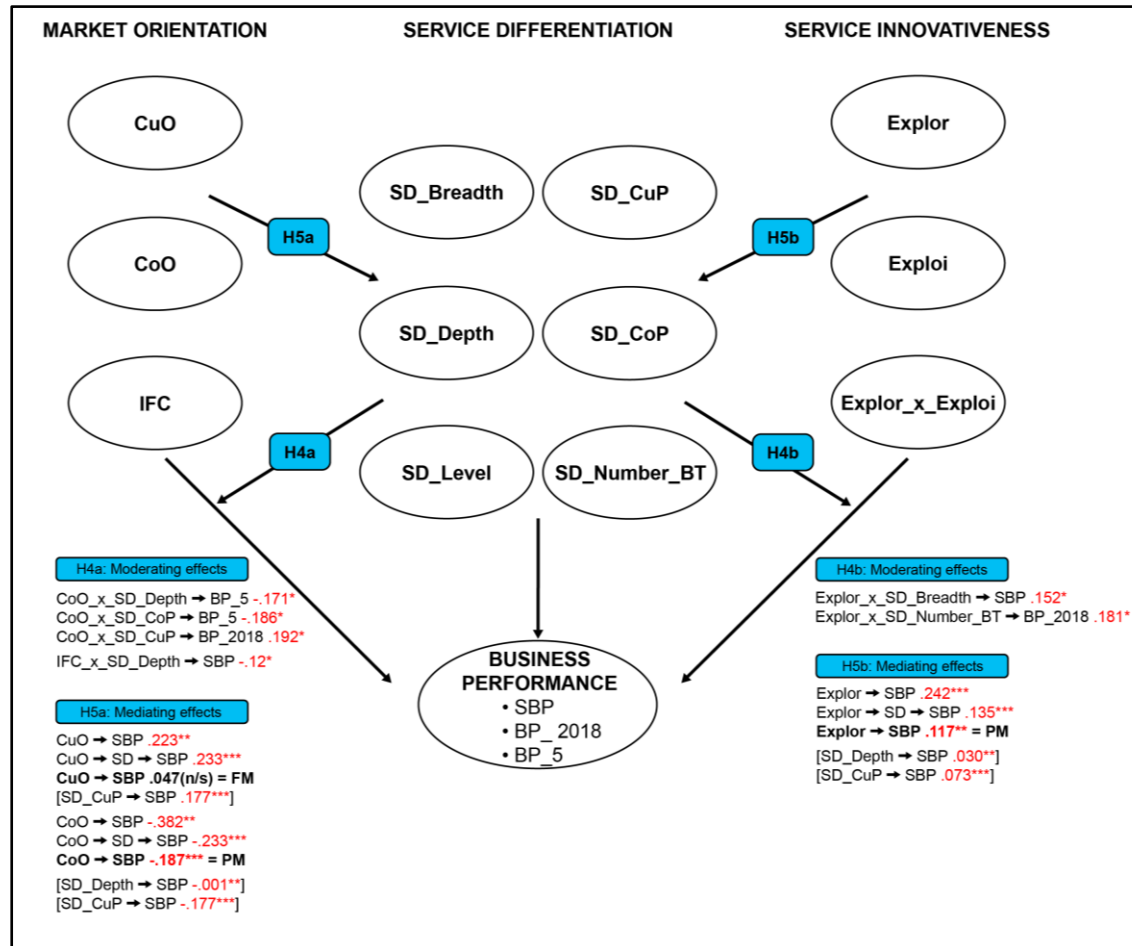 MARKET ORIENTATION
SERVICE DIFFERENTIATION
SERVICE INNOVATIVENESS
CuO
Explor
SD_Breadth
SD_CuP
H5a
H5b
CoO
Exploi
SD_Depth
SD_CoP
IFC
Explor_x_Exploi
H4a
H4b
SD_Level
SD_Number_BT
H4a: Moderating effects
CoO_x_SD_Depth → BP_5 -.171*
CoO_x_SD_CoP → BP_5 -.186*
CoO_x_SD_CuP → BP_2018 .192*
IFC_x_SD_Depth → SBP -.12*
H5a: Mediating effects
CuO → SBP .223**
CuO → SD → SBP .233***
CuO → SBP .047(n/s) = FM
[SD_CuP → SBP .177***]
CoO → SBP -.382**
CoO → SD → SBP -.233***
CoO → SBP -.187*** = PM
[SD_Depth → SBP -.001**]
[SD_CuP → SBP -.177***]
BUSINESS
PERFORMANCE
• SBP
• BP_ 2018
• BP_5
H4b: Moderating effects
Explor_x_SD_Breadth → SBP .152*
Explor_x_SD_Number_BT → BP_2018 .181*
H5b: Mediating effects
Explor → SBP .242***
Explor → SD → SBP .135***
Explor → SBP .117** = PM
[SD_Depth → SBP .030**]
[SD_CuP → SBP .073***]